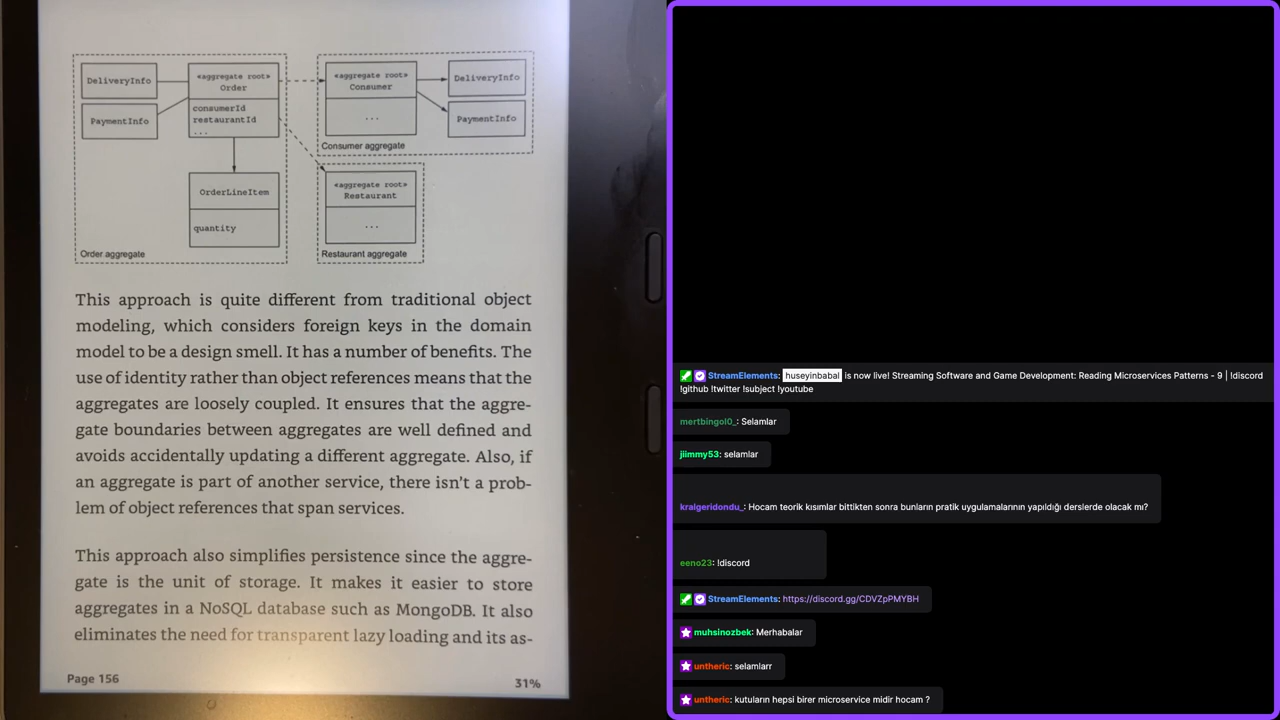 DeliveryInfo
PaymentInfo
«aggregate root»
Order
consumerId
restaurantId
...
OrderLineItem
quantity
Order aggregate
«aggregate root»
Consumer
...
DeliveryInfo
PaymentInfo
Consumer aggregate
«aggregate root»
Restaurant
...
Restaurant aggregate
This approach is quite different from traditional object
modeling, which considers foreign keys in the domain
model to be a design smell. It has a number of benefits. The
use of identity rather than object references means that the
aggregates are loosely coupled. It ensures that the aggre-
gate boundaries between aggregates are well defined and
avoids accidentally updating a different aggregate. Also, if
an aggregate is part of another service, there isn't a prob-
lem of object references that span services.
This approach also simplifies persistence since the aggre-
gate is the unit of storage. It makes it easier to store
aggregates in a NoSQL database such as MongoDB. It also
eliminates the need for transparent lazy loading and its as-
Page 156
31%
StreamElements: huseyinbabal is now live! Streaming Software and Game Development: Reading Microservices Patterns - 9 | !discord
!github !twitter !subject !youtube
mertbingol0_: Selamlar
jiimmy53: selamlar
kralgeridondu_: Hocam teorik kısımlar bittikten sonra bunların pratik uygulamalarının yapıldığı derslerde olacak mı?
eeno23: !discord
StreamElements: https://discord.gg/CDVZpPMYBH
muhsinozbek: Merhabalar
untheric: selamlarr
untheric: kutuların hepsi birer microservice midir hocam ?